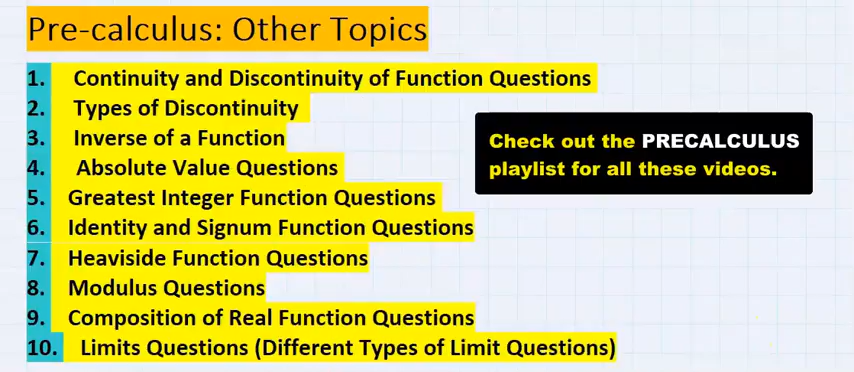 Pre-calculus: Other Topics
1. Continuity and Discontinuity of Function Questions
2. Types of Discontinuity
3. Inverse of a Function
4. Absolute Value Questions
5. Greatest Integer Function Questions
6. Identity and Signum Function Questions
7. Heaviside Function Questions
8. Modulus Questions
9. Composition of Real Function Questions
10. Limits Questions (Different Types of Limit Questions)
Check out the PRECALCULUS
playlist for all these videos.